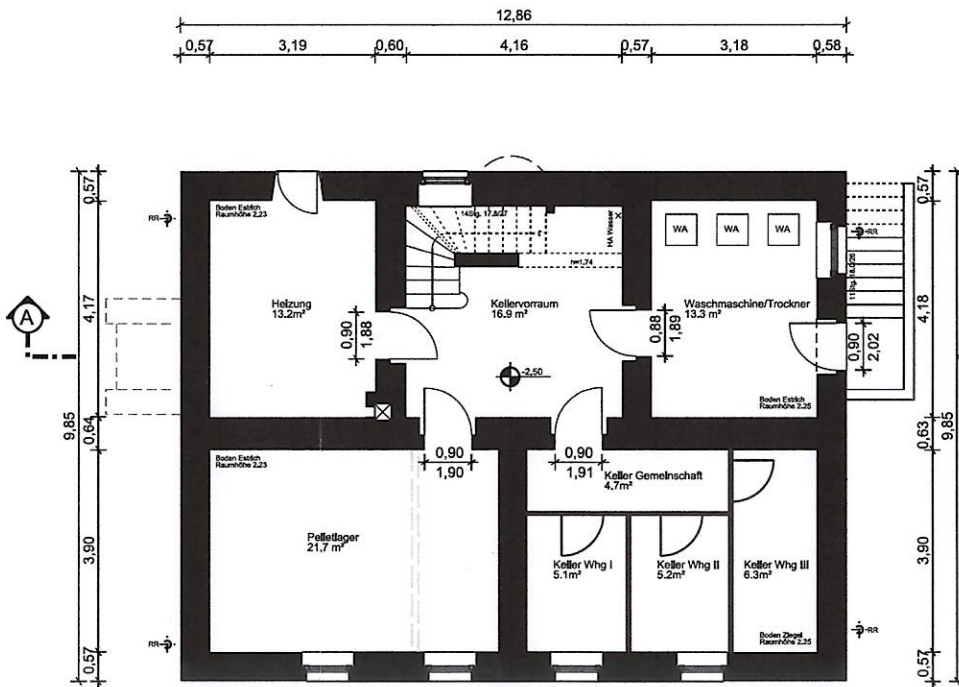 12,86
0,57 3,19 0,60 4,16 0,57 3,18 0,58
0,57
4,17
0,64
3,90
0,57
9,85
A
RR
Boden Estrich
Raumhöhe 2.23
Heizung
13.2m²
0,90
1,88
14Stg. 17.8/27
HA Wasser
h=1,74
Kellervorraum
16.9 m²
-2,50
0,88
1,89
WA WA WA
Waschmaschine/Trockner
13.3 m²
Boden Estrich
Raumhöhe 2.25
0,90
2,02
RR
0,57
4,18
0,63
3,90
0,57
9,85
Boden Estrich
Raumhöhe 2.23
0,90
1,90
0,90
1,91
Pelletlager
21,7 m²
Keller Gemeinschaft
4.7m²
Keller Whg I
5.1m²
Keller Whg II
5.2m²
Keller Whg III
6.3m²
Boden Ziegel
Raumhöhe 2.25
RR
RR